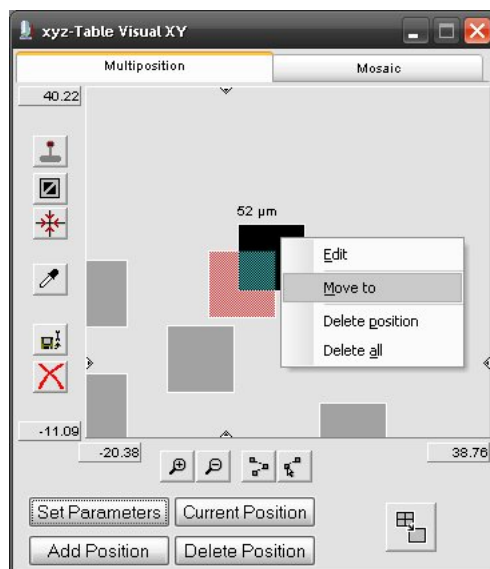 xyz-Table Visual XY
Multiposition
Mosaic
40.22
52 µm
Edit
Move to
Delete position
Delete all
-11.09
-20.38
38.76
Set Parameters
Current Position
Add Position
Delete Position